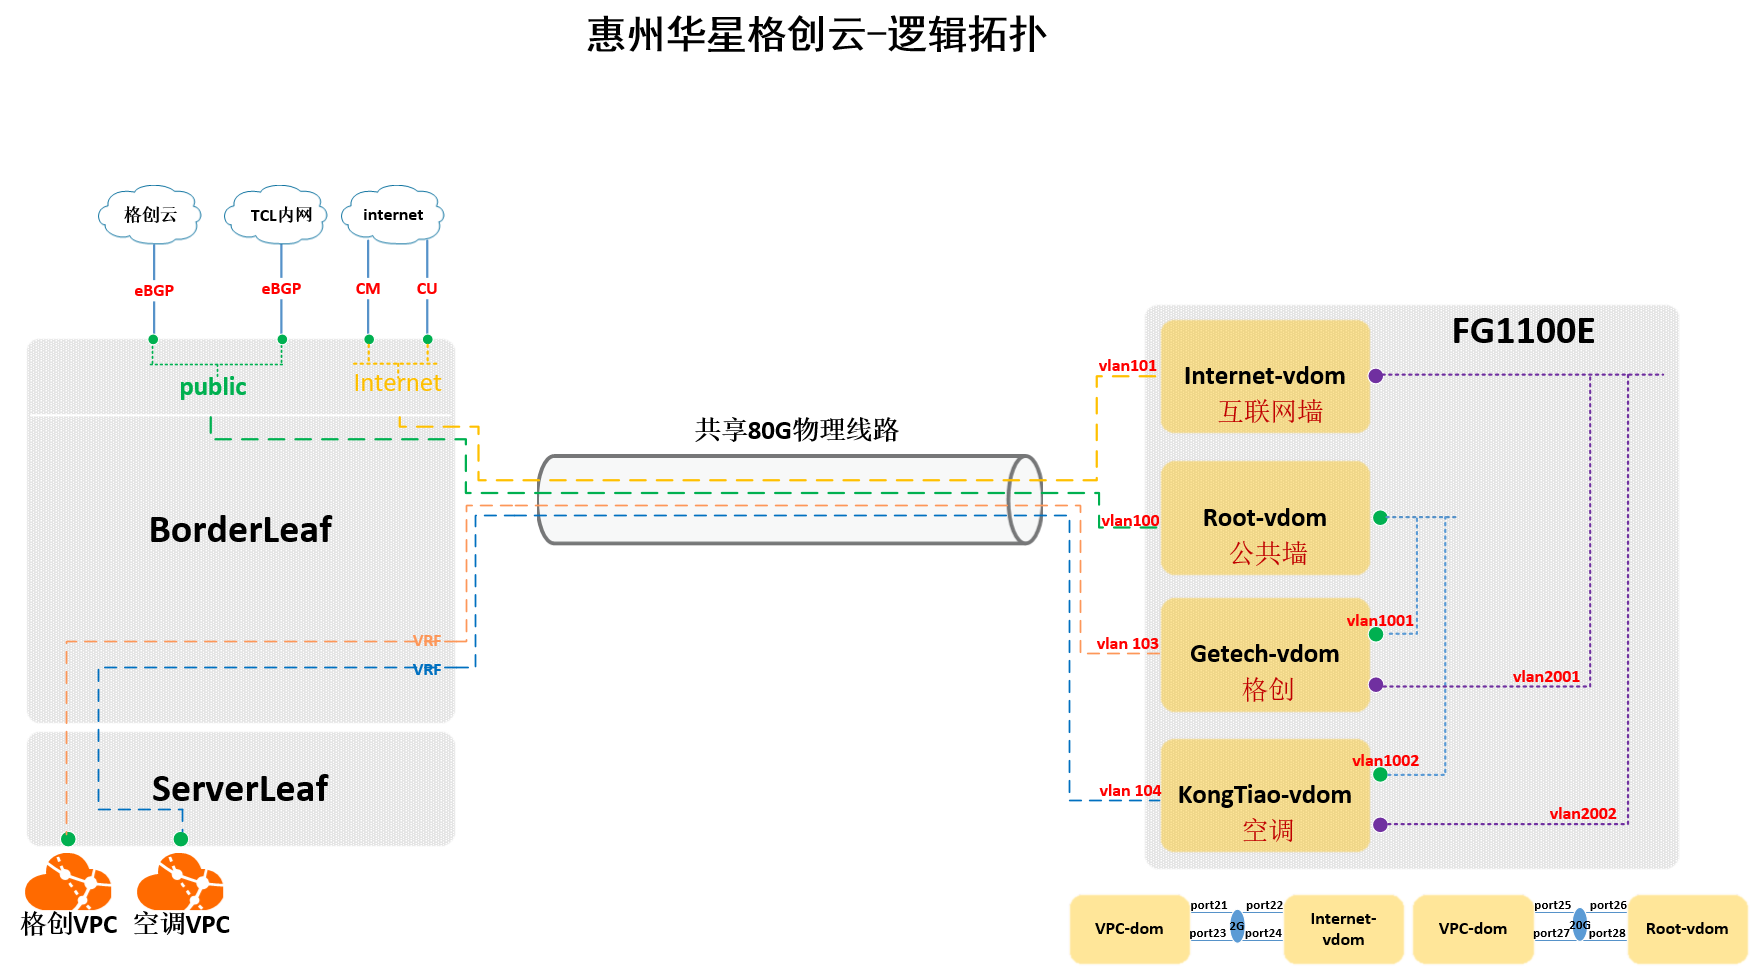 惠州华星格创云–逻辑拓扑
格创云
TCL内网
internet
eBGP
eBGP
CM
CU
public
Internet
BorderLeaf
VRF
VRF
ServerLeaf
格创VPC
空调VPC
共享80G物理线路
FG1100E
vlan101
Internet-vdom
互联网墙
vlan100
Root-vdom
公共墙
vlan1001
vlan 103
Getech-vdom
格创
vlan2001
vlan1002
vlan 104
KongTiao-vdom
空调
vlan2002
VPC-dom
port21
port22
2G
port23
port24
Internet-
vdom
VPC-dom
port25
port26
20G
port27
port28
Root-vdom